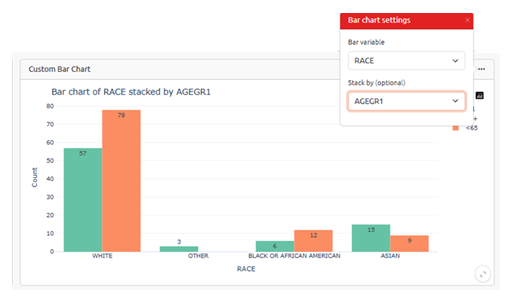 Bar chart settings
Bar variable
RACE
Stack by (optional)
AGEGR1
Custom Bar Chart
Bar chart of RACE stacked by AGEGR1
<65
80
70
60
50
40
30
20
10
0
Count
57
78
3
6
12
15
9
WHITE
OTHER
BLACK OR AFRICAN AMERICAN
ASIAN
RACE